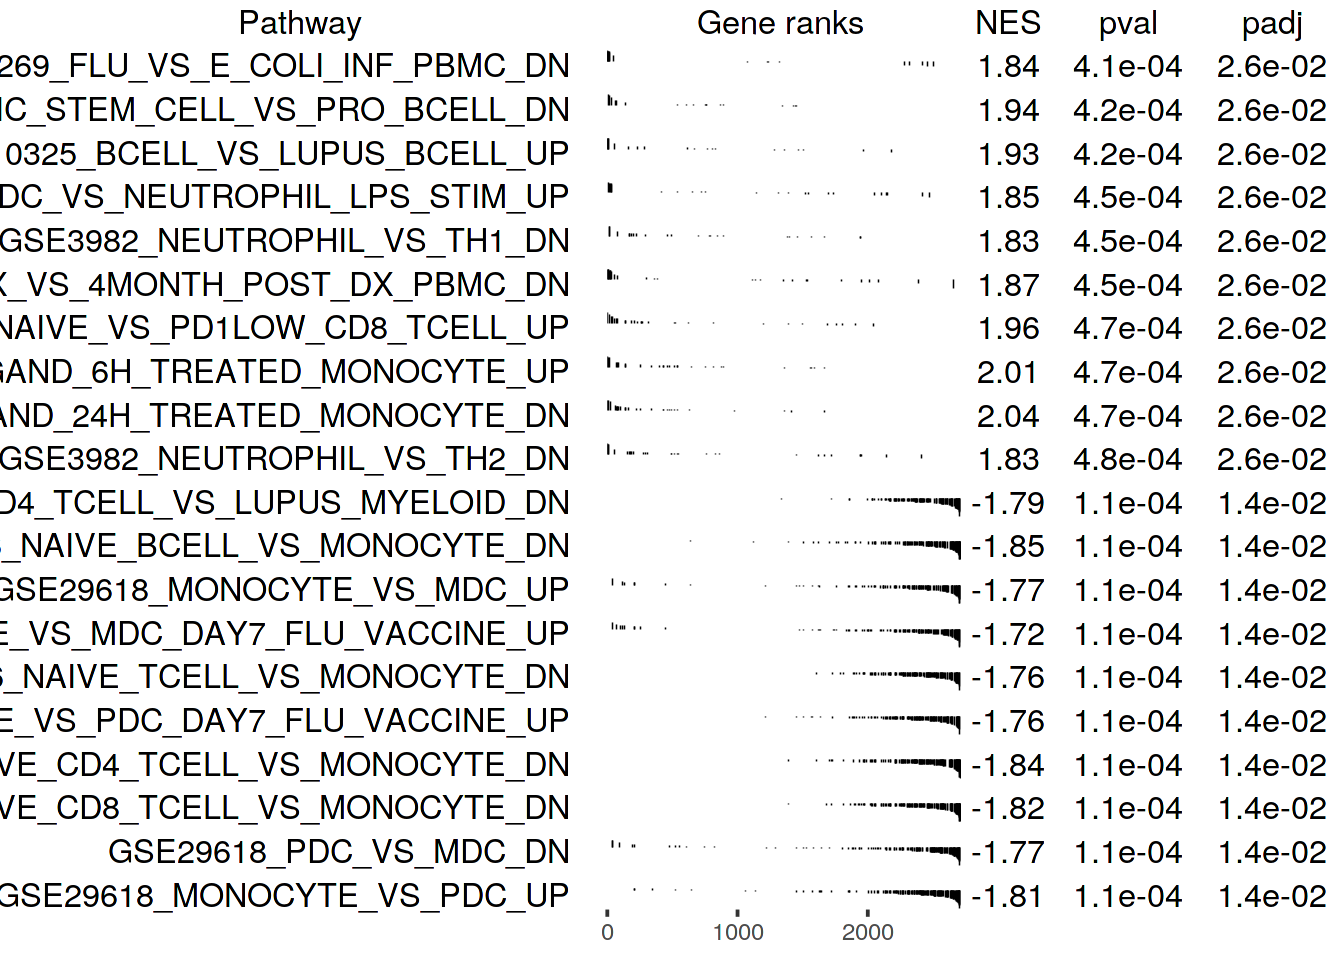 Pathway Gene ranks NES pval padj
269_FLU_VS_E_COLI_INF_PBMC_DN 1.84 4.1e-04 2.6e-02
IC_STEM_CELL_VS_PRO_BCELL_DN 1.94 4.2e-04 2.6e-02
0325_BCELL_VS_LUPUS_BCELL_UP 1.93 4.2e-04 2.6e-02
DC_VS_NEUTROPHIL_LPS_STIM_UP 1.85 4.5e-04 2.6e-02
GSE3982_NEUTROPHIL_VS_TH1_DN 1.83 4.5e-04 2.6e-02
X_VS_4MONTH_POST_DX_PBMC_DN 1.87 4.5e-04 2.6e-02
NAIVE_VS_PD1LOW_CD8_TCELL_UP 1.96 4.7e-04 2.6e-02
GAND_6H_TREATED_MONOCYTE_UP 2.01 4.7e-04 2.6e-02
AND_24H_TREATED_MONOCYTE_DN 2.04 4.7e-04 2.6e-02
GSE3982_NEUTROPHIL_VS_TH2_DN 1.83 4.8e-04 2.6e-02
D4_TCELL_VS_LUPUS_MYELOID_DN -1.79 1.1e-04 1.4e-02
_NAIVE_BCELL_VS_MONOCYTE_DN -1.85 1.1e-04 1.4e-02
GSE29618_MONOCYTE_VS_MDC_UP -1.77 1.1e-04 1.4e-02
E_VS_MDC_DAY7_FLU_VACCINE_UP -1.72 1.1e-04 1.4e-02
S_NAIVE_TCELL_VS_MONOCYTE_DN -1.76 1.1e-04 1.4e-02
E_VS_PDC_DAY7_FLU_VACCINE_UP -1.76 1.1e-04 1.4e-02
VE_CD4_TCELL_VS_MONOCYTE_DN -1.84 1.1e-04 1.4e-02
VE_CD8_TCELL_VS_MONOCYTE_DN -1.82 1.1e-04 1.4e-02
GSE29618_PDC_VS_MDC_DN -1.77 1.1e-04 1.4e-02
GSE29618_MONOCYTE_VS_PDC_UP -1.81 1.1e-04 1.4e-02
0 1000 2000